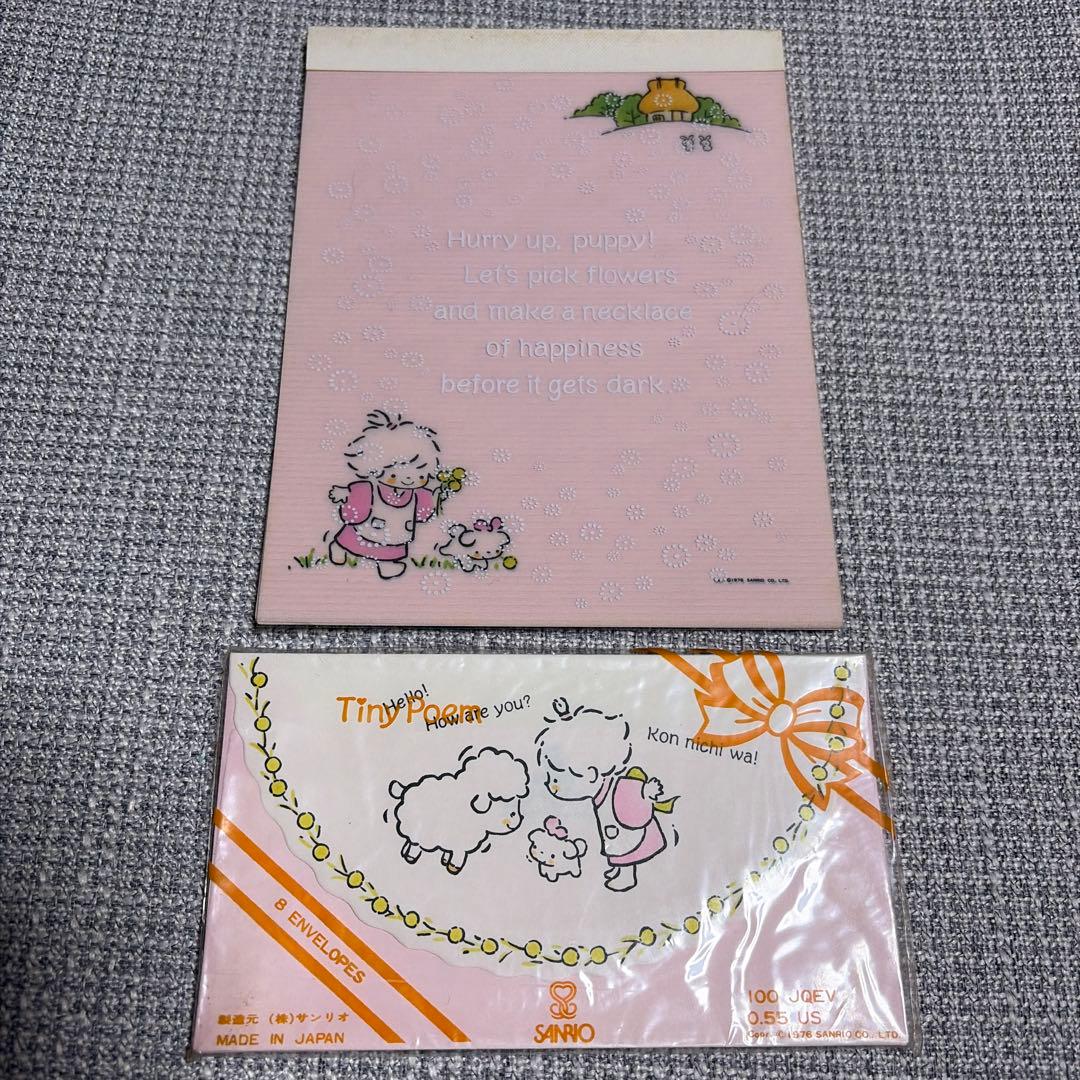 Hurry up, puppy!
Let's pick flowers
and make a necklace
of happiness
before it gets dark.
©1976 SANRIO CO., LTD.
Tiny Poem
Hello!
How are you?
Kon nichi wa!
8 ENVELOPES
製造元 (株)サンリオ
MADE IN JAPAN
SANRIO
100 JQEV
0.55 US
Copr. ©1976 SANRIO CO., LTD.